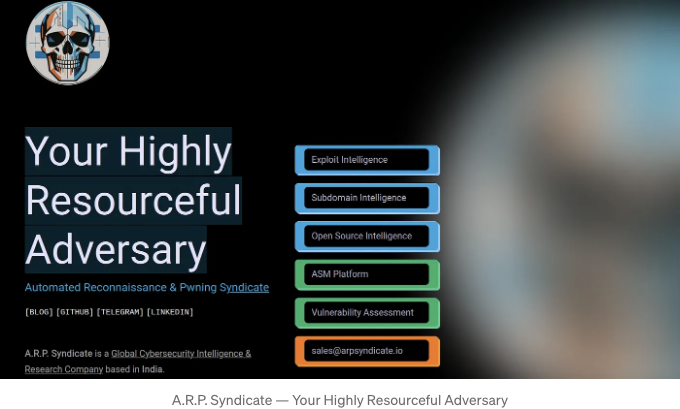 Your Highly
Resourceful
Adversary
Automated Reconnaissance & Pwning Syndicate
[BLOG] [GITHUB] [TELEGRAM] [LINKEDIN]
A.R.P. Syndicate is a Global Cybersecurity Intelligence &
Research Company based in India.
Exploit Intelligence
Subdomain Intelligence
Open Source Intelligence
ASM Platform
Vulnerability Assessment
sales@arpsyndicate.io
A.R.P. Syndicate — Your Highly Resourceful Adversary